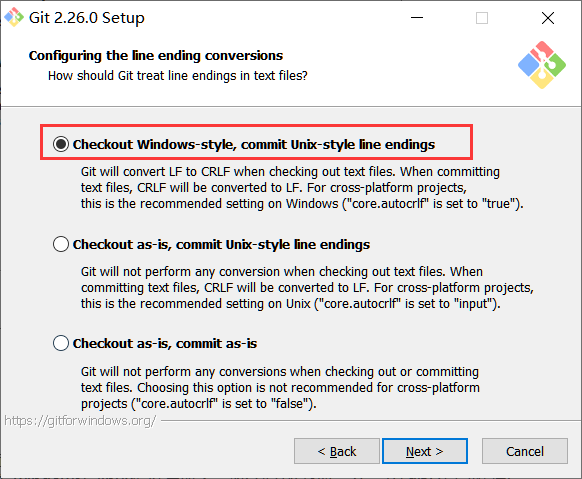 Git 2.26.0 Setup
Configuring the line ending conversions
How should Git treat line endings in text files?
Checkout Windows-style, commit Unix-style line endings
Git will convert LF to CRLF when checking out text files. When committing
text files, CRLF will be converted to LF. For cross-platform projects,
this is the recommended setting on Windows ("core.autocrlf" is set to "true").
Checkout as-is, commit Unix-style line endings
Git will not perform any conversion when checking out text files. When
committing text files, CRLF will be converted to LF. For cross-platform projects,
this is the recommended setting on Unix ("core.autocrlf" is set to "input").
Checkout as-is, commit as-is
Git will not perform any conversions when checking out or committing
text files. Choosing this option is not recommended for cross-platform
projects ("core.autocrlf" is set to "false").
https://gitforwindows.org/
< Back
Next >
Cancel